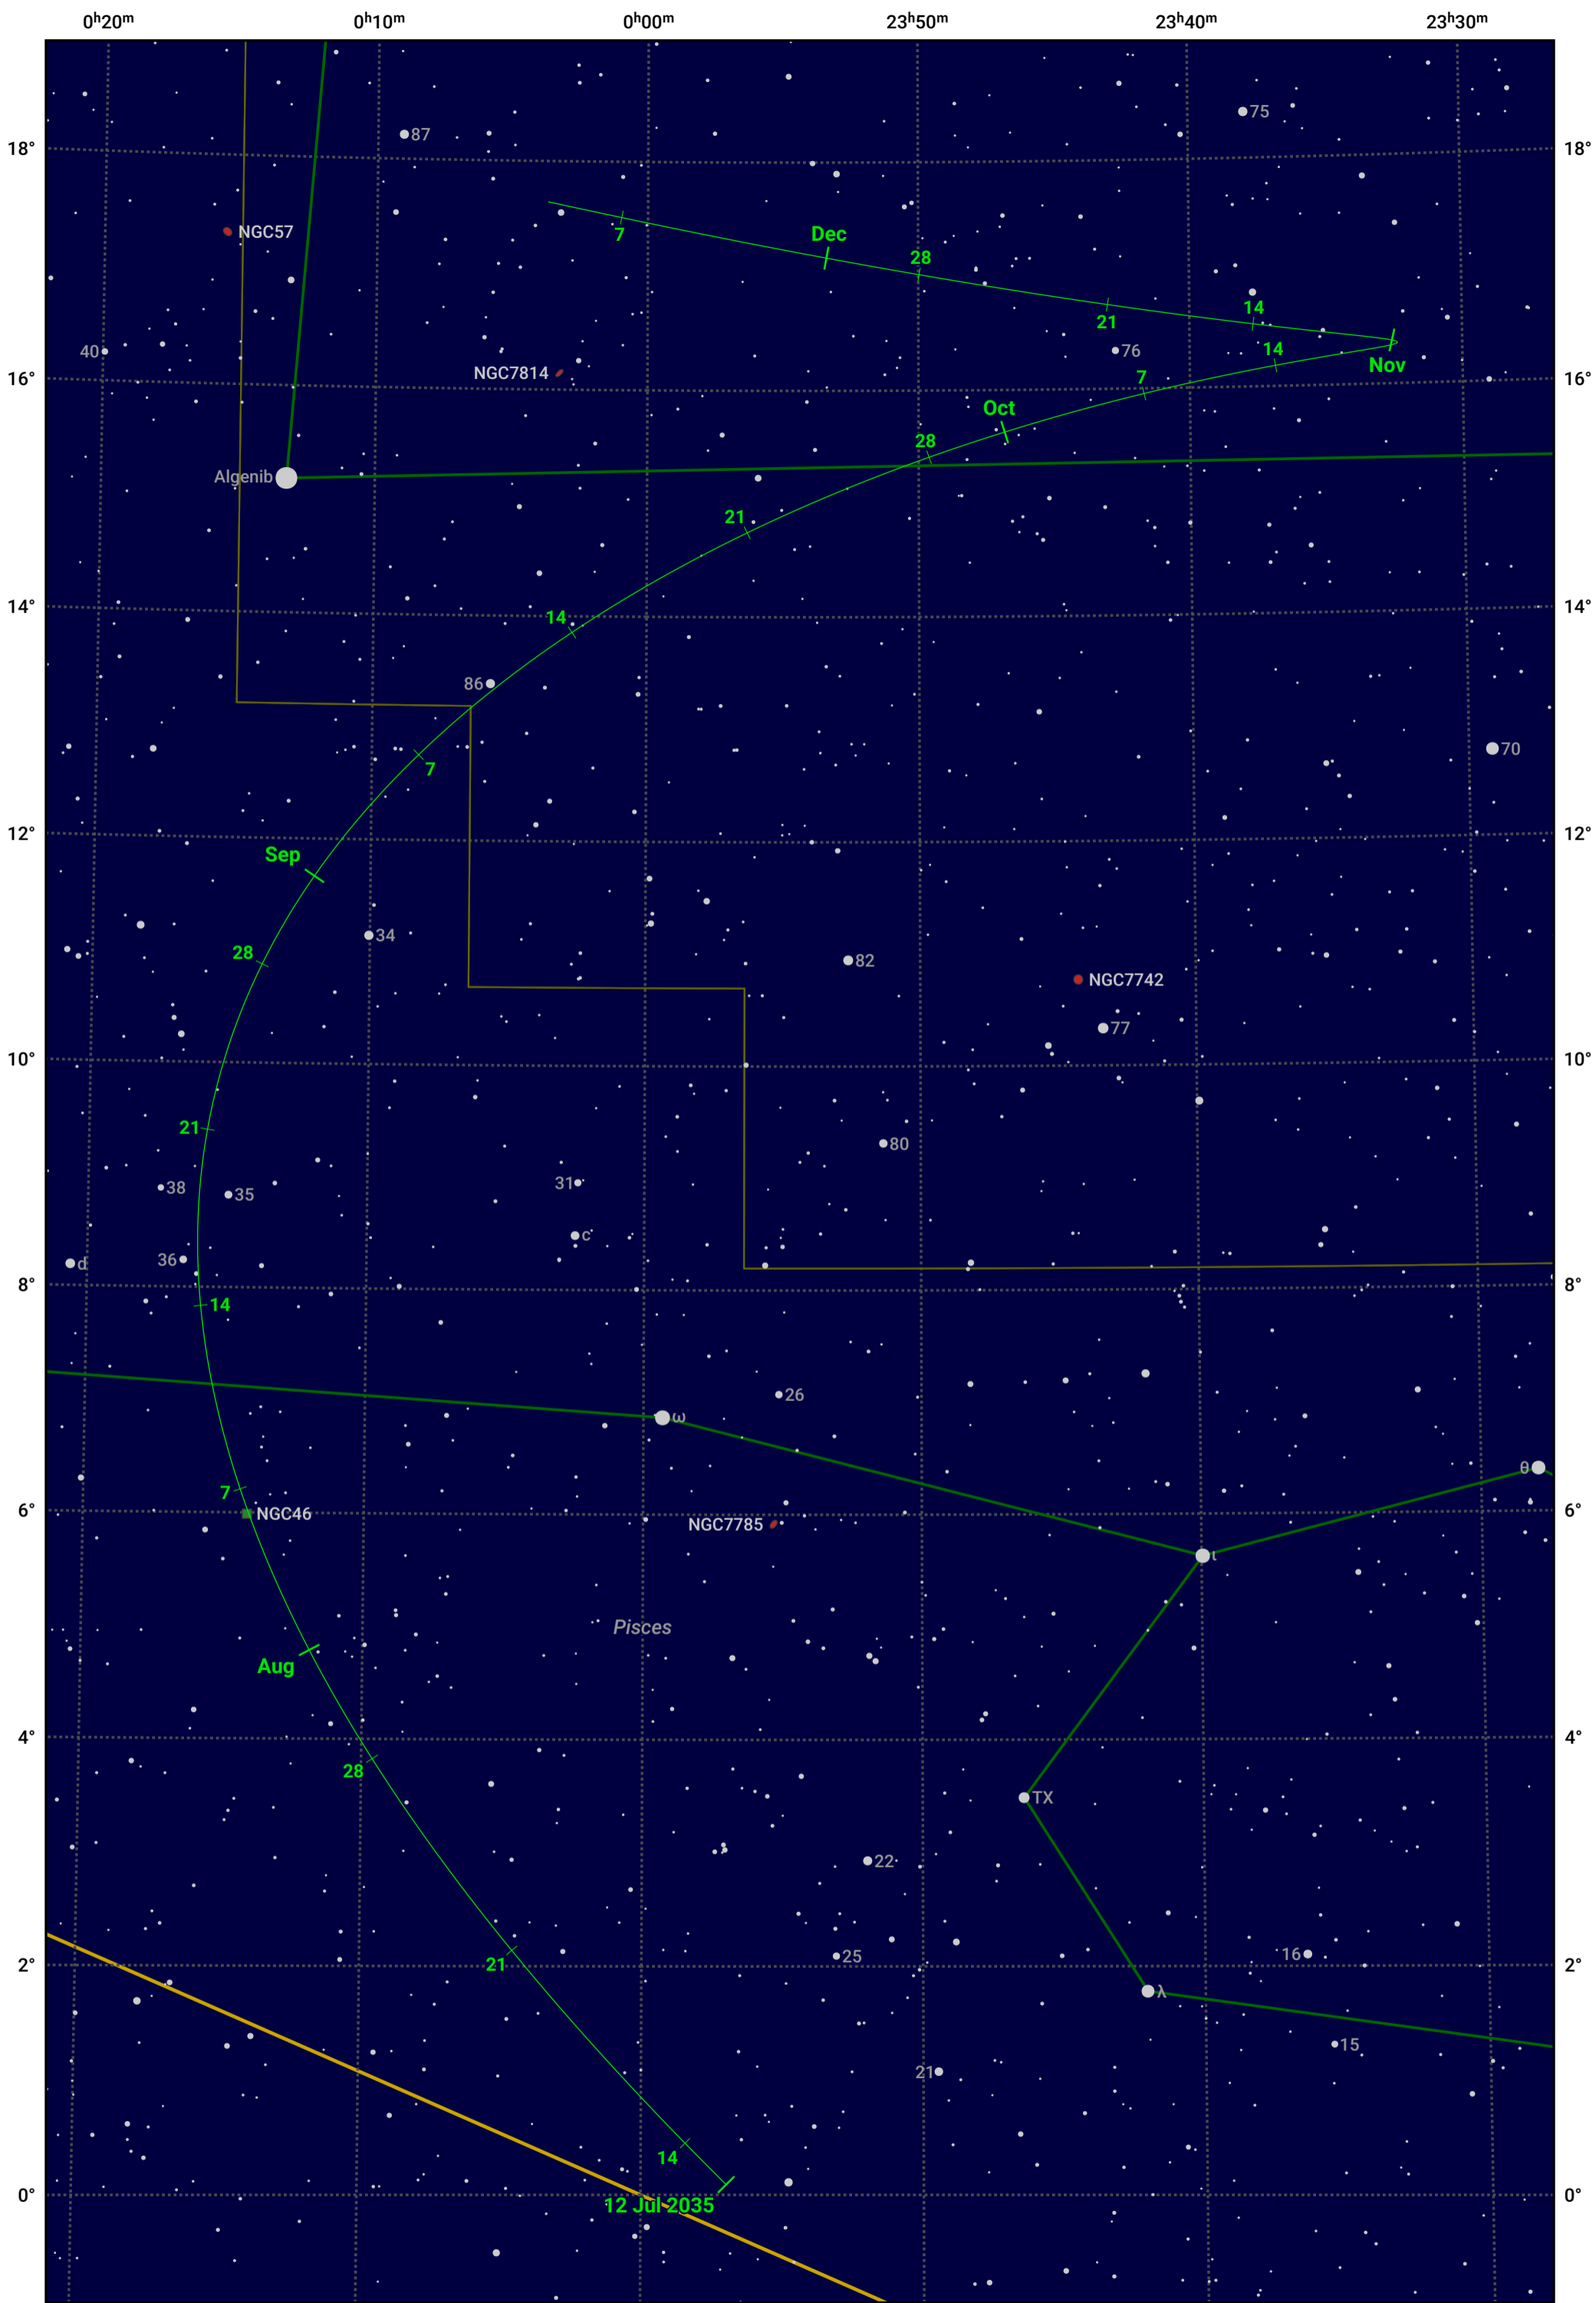 0ʰ20ᵐ 0ʰ10ᵐ 0ʰ00ᵐ 23ʰ50ᵐ 23ʰ40ᵐ 23ʰ30ᵐ
75
87
18° 18°
NGC57
7
Dec
28
14
21
14
40
76
Nov
NGC7814
16° 16°
7
Oct
28
Algenib
21
14° 14°
14
86
70
7
12° 12°
Sep
34
28
82
NGC7742
77
10° 10°
21
80
31
38
35
c
36
d
8° 8°
14
26
ω
θ
7
6° NGC46 6°
NGC7785
ι
Pisces
Aug
4° 4°
28
TX
22
25
16
21
2° 2°
λ
15
21
14
0° 0°
12 Jul 2035